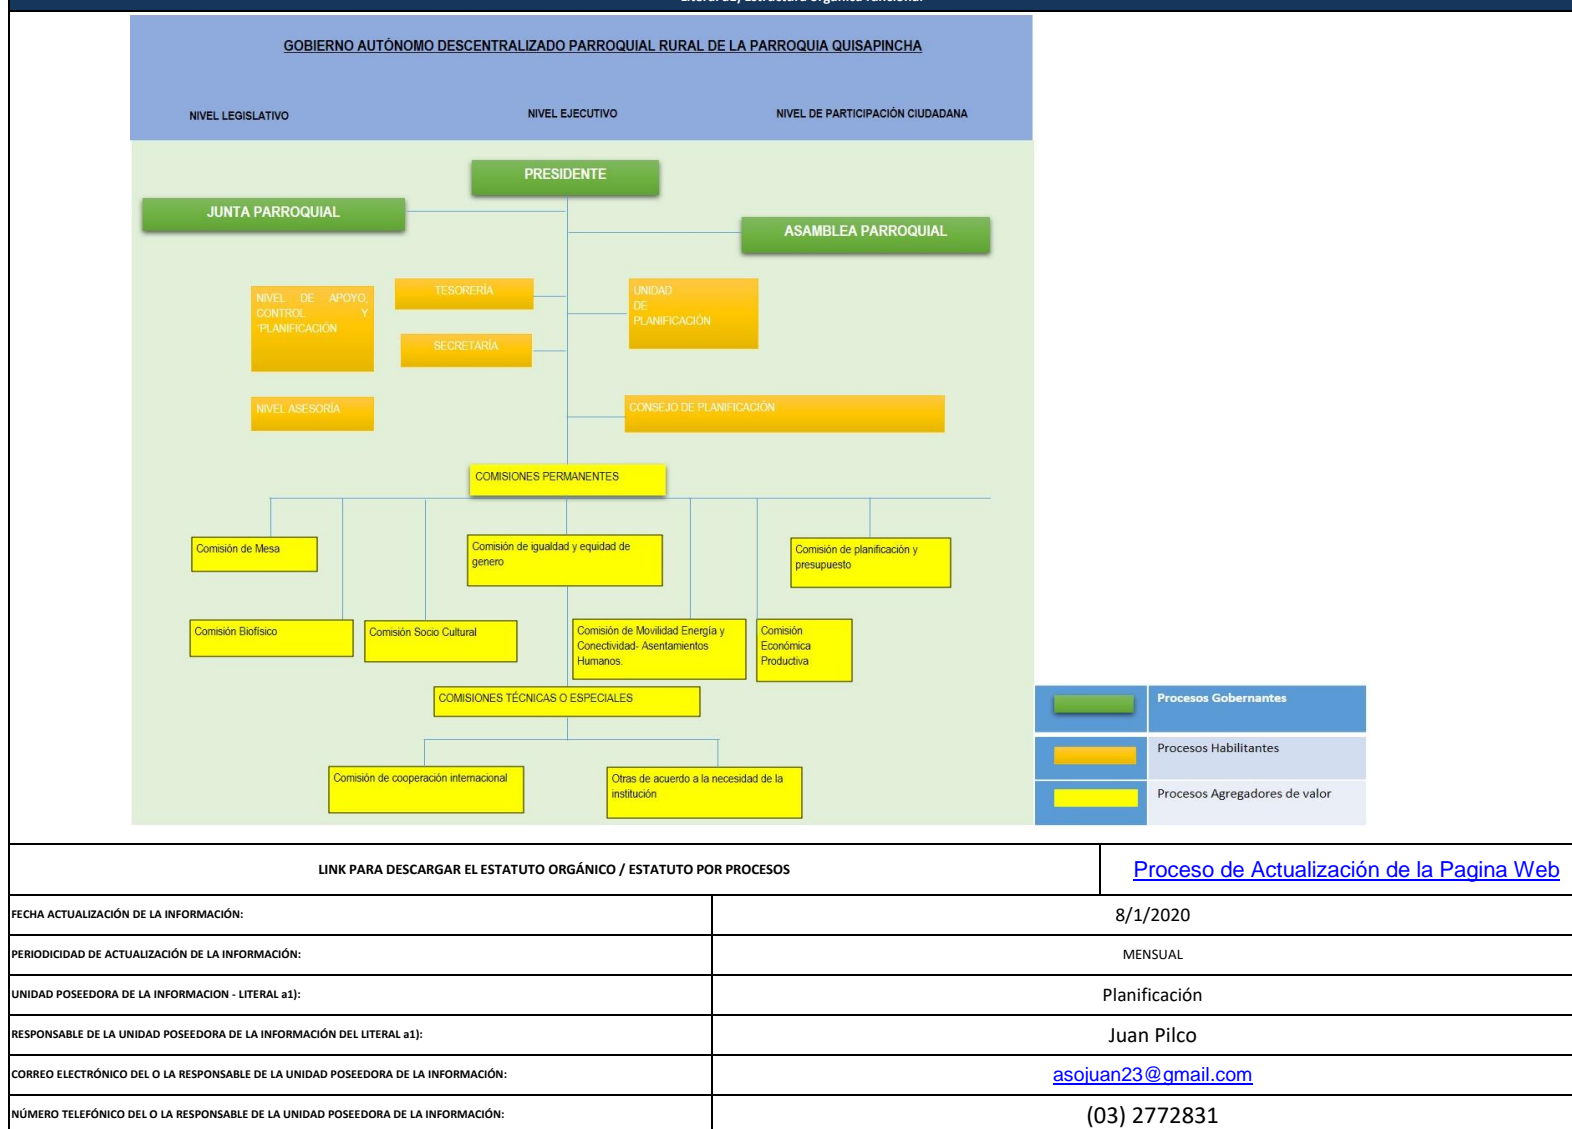 Literal a1) Estructura orgánica funcional
GOBIERNO AUTÓNOMO DESCENTRALIZADO PARROQUIAL RURAL DE LA PARROQUIA QUISAPINCHA
NIVEL LEGISLATIVO
NIVEL EJECUTIVO
NIVEL DE PARTICIPACIÓN CIUDADANA
PRESIDENTE
JUNTA PARROQUIAL
ASAMBLEA PARROQUIAL
NIVEL DE APOYO,
CONTROL Y
'PLANIFICACIÓN
TESORERÍA
UNIDAD
DE
PLANIFICACIÓN
SECRETARÍA
NIVEL ASESORÍA
CONSEJO DE PLANIFICACIÓN
COMISIONES PERMANENTES
Comisión de Mesa
Comisión de igualdad y equidad de
genero
Comisión de planificación y
presupuesto
Comisión Biofísico
Comisión Socio Cultural
Comisión de Movilidad Energía y
Conectividad- Asentamientos
Humanos.
Comisión
Económica
Productiva
COMISIONES TÉCNICAS O ESPECIALES
Comisión de cooperación internacional
Otras de acuerdo a la necesidad de la
institución
Procesos Gobernantes
Procesos Habilitantes
Procesos Agregadores de valor
LINK PARA DESCARGAR EL ESTATUTO ORGÁNICO / ESTATUTO POR PROCESOS
Proceso de Actualización de la Pagina Web
FECHA ACTUALIZACIÓN DE LA INFORMACIÓN:
8/1/2020
PERIODICIDAD DE ACTUALIZACIÓN DE LA INFORMACIÓN:
MENSUAL
UNIDAD POSEEDORA DE LA INFORMACION - LITERAL a1):
Planificación
RESPONSABLE DE LA UNIDAD POSEEDORA DE LA INFORMACIÓN DEL LITERAL a1):
Juan Pilco
CORREO ELECTRÓNICO DEL O LA RESPONSABLE DE LA UNIDAD POSEEDORA DE LA INFORMACIÓN:
asojuan23@gmail.com
NÚMERO TELEFÓNICO DEL O LA RESPONSABLE DE LA UNIDAD POSEEDORA DE LA INFORMACIÓN:
(03) 2772831